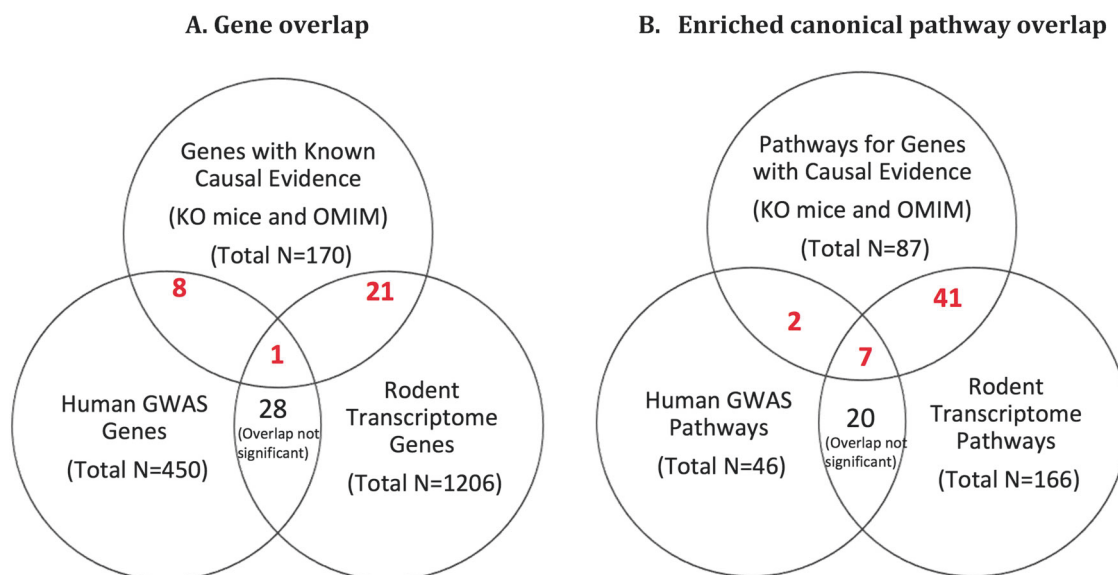 A. Gene overlap
Genes with Known
Causal Evidence
(KO mice and OMIM)
(Total N=170)
8
21
1
Human GWAS
Genes
(Total N=450)
28
(Overlap not
significant)
Rodent
Transcriptome
Genes
(Total N=1206)
B. Enriched canonical pathway overlap
Pathways for Genes
with Causal Evidence
(KO mice and OMIM)
(Total N=87)
2
41
7
Human GWAS
Pathways
(Total N=46)
20
(Overlap not
significant)
Rodent
Transcriptome
Pathways
(Total N=166)